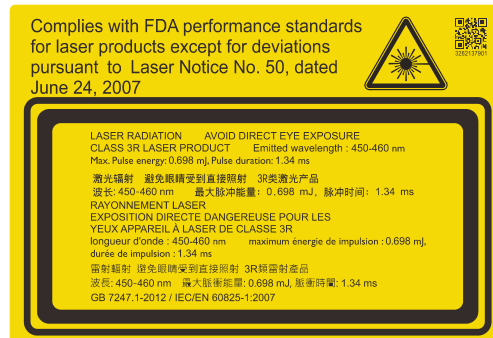 Complies with FDA performance standards
for laser products except for deviations
pursuant to Laser Notice No. 50, dated
June 24, 2007
3282137901
LASER RADIATION AVOID DIRECT EYE EXPOSURE
CLASS 3R LASER PRODUCT Emitted wavelength : 450-460 nm
Max. Pulse energy: 0.698 mJ, Pulse duration: 1.34 ms
激光辐射 避免眼睛受到直接照射 3R类激光产品
波长: 450-460 nm 最大脉冲能量: 0.698 mJ, 脉冲时间: 1.34 ms
RAYONNEMENT LASER
EXPOSITION DIRECTE DANGEREUSE POUR LES
YEUX APPAREIL À LASER DE CLASSE 3R
longueur d'onde : 450-460 nm maximum énergie de impulsion : 0.698 mJ,
durée de impulsion : 1.34 ms
雷射輻射 避免眼睛受到直接照射 3R類雷射產品
波長: 450-460 nm 最大脈衝能量: 0.698 mJ, 脈衝時間: 1.34 ms
GB 7247.1-2012 / IEC/EN 60825-1:2007